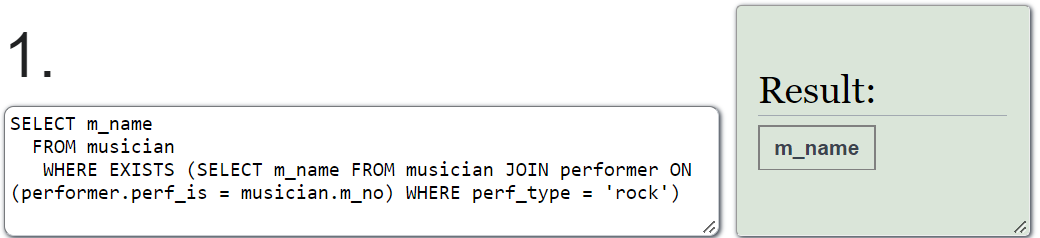 1.
SELECT m_name
FROM musician
WHERE EXISTS (SELECT m_name FROM musician JOIN performer ON
(performer.perf_is = musician.m_no) WHERE perf_type = 'rock')
Result:
m_name